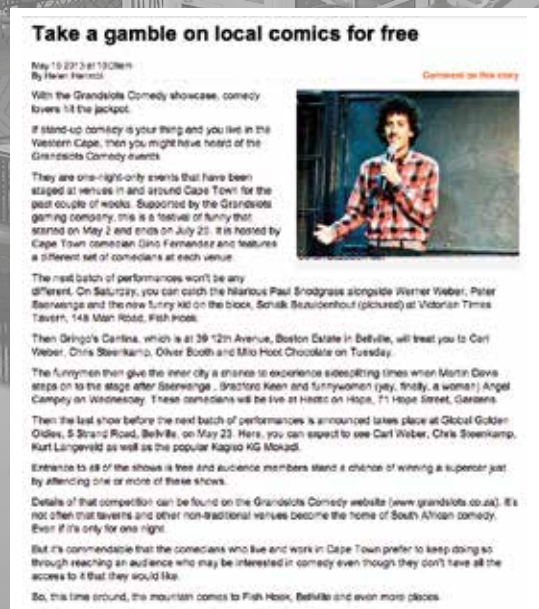 Take a gamble on local comics for free
May 2013 at
By Helen
Comment on this story
With the Grandslots Comedy showcase, comedy
lovers hit the jackpot.
If stand-up comedy is your thing and you live in the
Western Cape, then you might have heard of the
Grandslots Comedy events.
They are one-night-only events that have been
staged at venues in and around Cape Town for the
past couple of weeks. Supported by the Grandslots
gaming company, this is a festival of funny that
started on May 2 and ends on July 20. It is hosted by
Cape Town comedian Gino Fernandez and features
a different set of comedians at each venue.
The next batch of performances won't be any
different. On Saturday, you can catch the hilarious Paul Snodgrass alongside Werner Weber, Peter
Sserwanga and the new funny kid on the block, Schalk Bezuidenhout (pictured) at Victorian Times
Tavern, 148 Main Road, Fish Hoek.
Then Gringo's Cantina, which is at 39 12th Avenue, Boston Estate in Bellville, will treat you to Carl
Weber, Chris Steenkamp, Oliver Booth and Milo Hoot Chocolate on Tuesday.
The funnymen then give the inner city a chance to experience sidesplitting times when Martin Davis
steps on to the stage after Sserwanga , Bradford Keen and funnywomen (yey, finally, a woman) Angel
Campey on Wednesday. These comedians will be live at Hectic on Hope, 71 Hope Street, Gardens.
Then the last show before the next batch of performances is announced takes place at Global Golden
Oldies, 5 Strand Road, Bellville, on May 23. Here, you can expect to see Carl Weber, Chris Steenkamp,
Kurt Langeveld as well as the popular Kagiso KG Mokadi.
Entrance to all of the shows is free and audience members stand a chance of winning a supercar just
by attending one or more of these shows.
Details of that competition can be found on the Grandslots Comedy website (www.grandslots.co.za). It's
not often that taverns and other non-traditional venues become the home of South African comedy.
Even if it's only for one night.
But it's commendable that the comedians who live and work in Cape Town prefer to keep doing so
through reaching an audience who may be interested in comedy even though they don't have all the
access to it that they would like.
So, this time around, the mountain comes to Fish Hoek, Bellville and even more places.